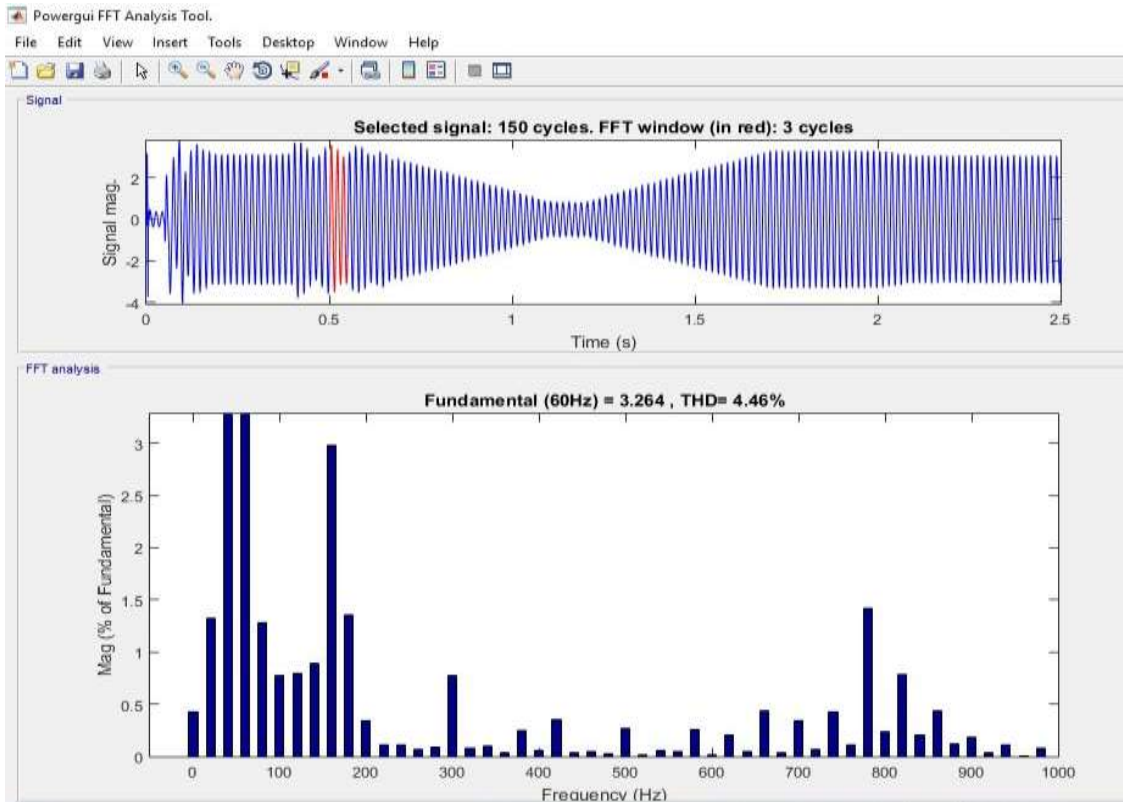 Powergui FFT Analysis Tool.
File Edit View Insert Tools Desktop Window Help
Signal
Selected signal: 150 cycles. FFT window (in red): 3 cycles
Signal mag.
2
0
-2
-4
0 0.5 1 1.5 2 2.5
Time (s)
FFT analysis
Fundamental (60Hz) = 3.264 , THD= 4.46%
Mag (% of Fundamental)
3
2.5
2
1.5
1
0.5
0
0 100 200 300 400 500 600 700 800 900 1000
Frequency (Hz)